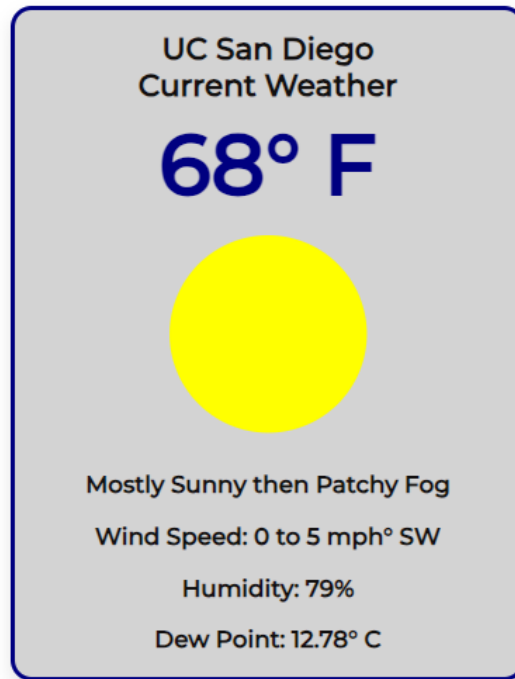 UC San Diego
Current Weather
68° F
Mostly Sunny then Patchy Fog
Wind Speed: 0 to 5 mph° SW
Humidity: 79%
Dew Point: 12.78° C